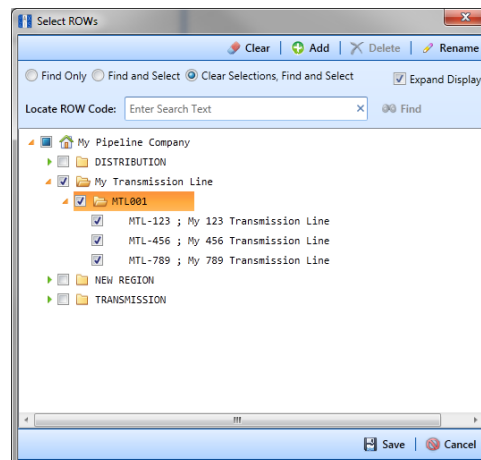 Select ROWs
Clear Add Delete Rename
Find Only Find and Select Clear Selections, Find and Select Expand Display
Locate ROW Code: Enter Search Text Find
My Pipeline Company
DISTRIBUTION
My Transmission Line
MTL001
MTL-123 ; My 123 Transmission Line
MTL-456 ; My 456 Transmission Line
MTL-789 ; My 789 Transmission Line
NEW REGION
TRANSMISSION
Save Cancel